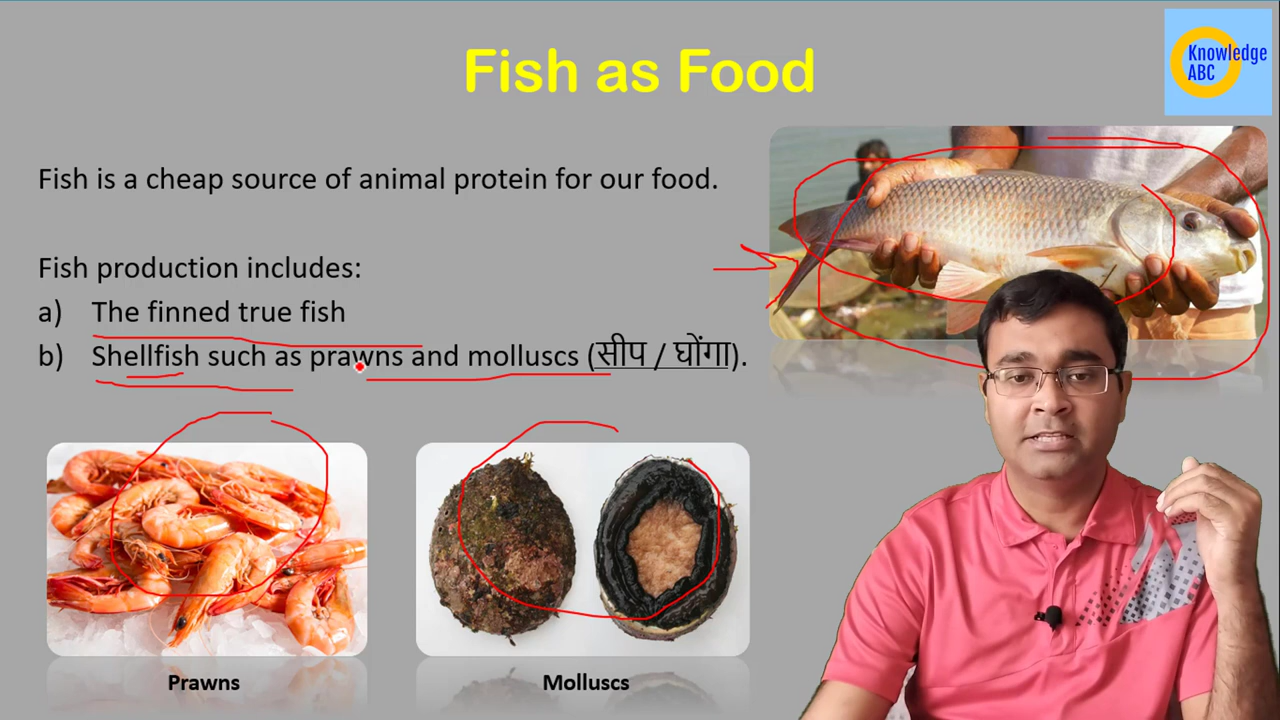 Fish as Food
Knowledge
ABC
Fish is a cheap source of animal protein for our food.
Fish production includes:
a) The finned true fish
b) Shellfish such as prawns and molluscs (सीप / घोंगा).
Prawns
Molluscs